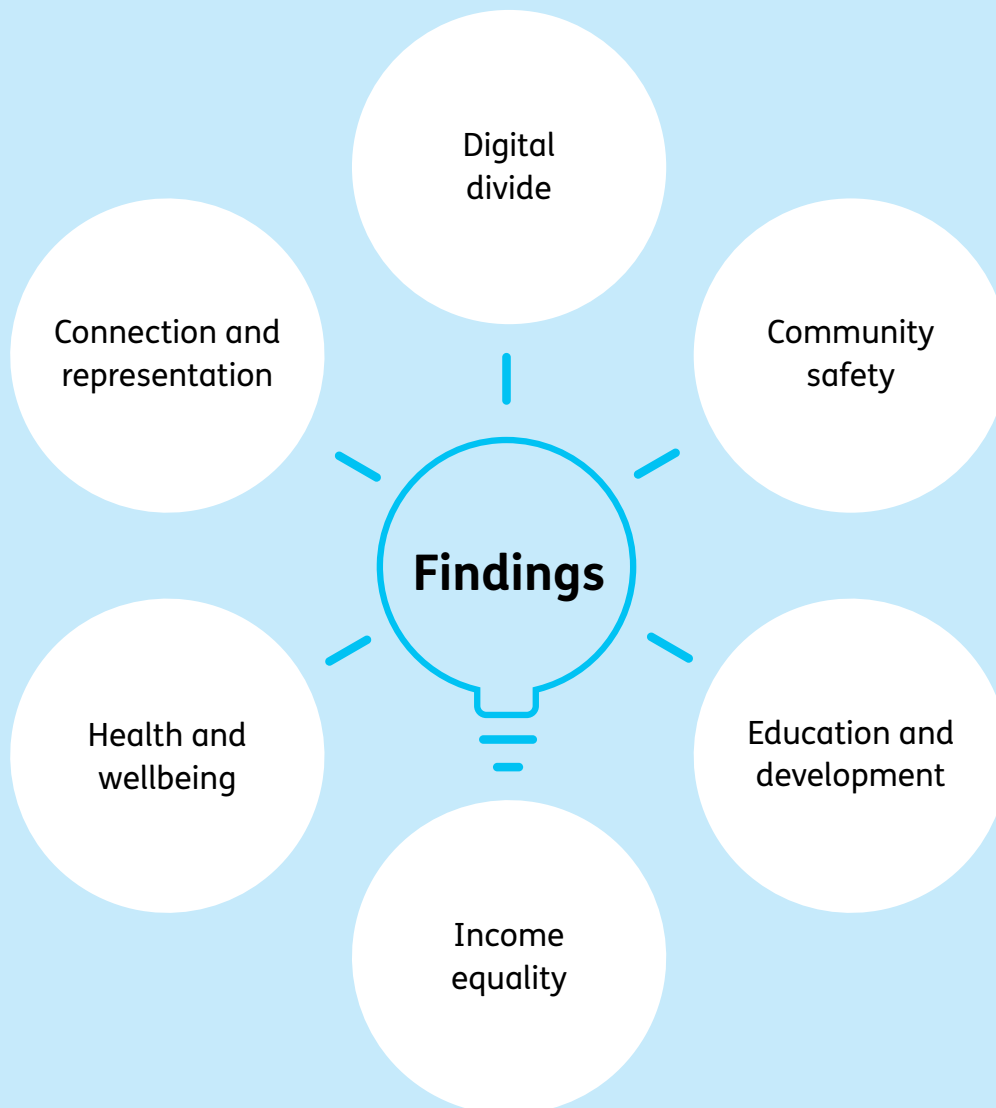 Digital
divide
Connection and
representation
Community
safety
Findings
Health and
wellbeing
Education and
development
Income
equality